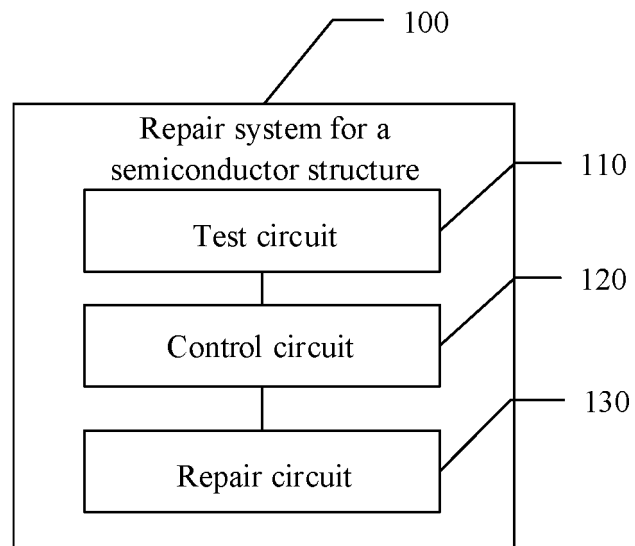 100
Repair system for a
semiconductor structure
110
Test circuit
120
Control circuit
130
Repair circuit